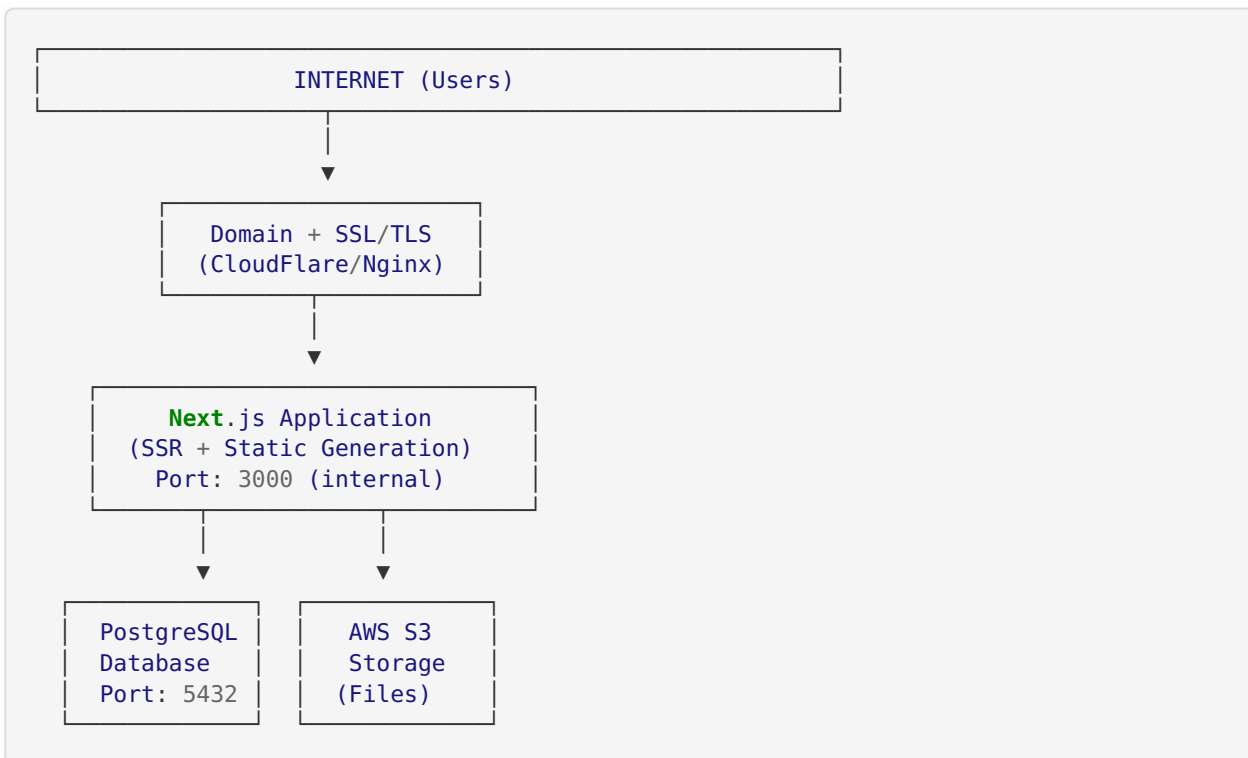 INTERNET (Users)
Domain + SSL/TLS
(CloudFlare/Nginx)
Next.js Application
(SSR + Static Generation)
Port: 3000 (internal)
PostgreSQL
Database
Port: 5432
AWS S3
Storage
(Files)